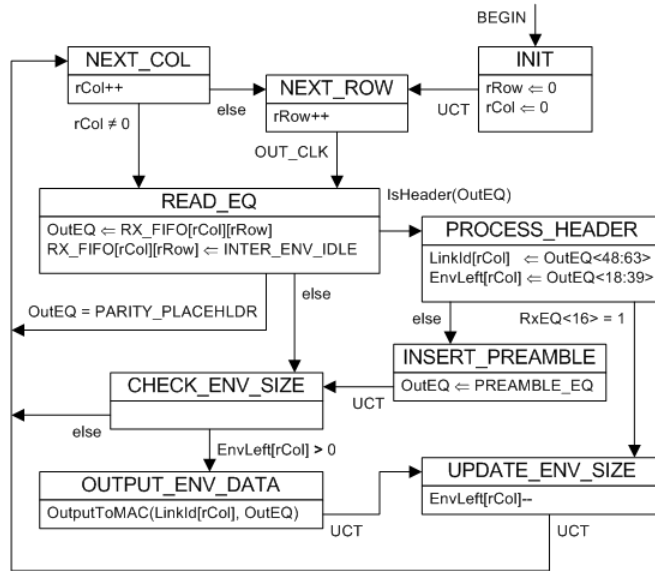 BEGIN
NEXT_COL
rCol++
NEXT_ROW
rRow++
INIT
rRow ⇐ 0
rCol ⇐ 0
else
UCT
rCol ≠ 0
OUT_CLK
READ_EQ
OutEQ ⇐ RX_FIFO[rCol][rRow]
RX_FIFO[rCol][rRow] ⇐ INTER_ENV_IDLE
IsHeader(OutEQ)
PROCESS_HEADER
LinkId[rCol] ⇐ OutEQ<48:63>
EnvLeft[rCol] ⇐ OutEQ<18:39>
OutEQ = PARITY_PLACEHLDR
else
else
RxEQ<16> = 1
INSERT_PREAMBLE
OutEQ ⇐ PREAMBLE_EQ
CHECK_ENV_SIZE
UCT
else
EnvLeft[rCol] > 0
OUTPUT_ENV_DATA
OutputToMAC(LinkId[rCol], OutEQ)
UCT
UPDATE_ENV_SIZE
EnvLeft[rCol]--
UCT